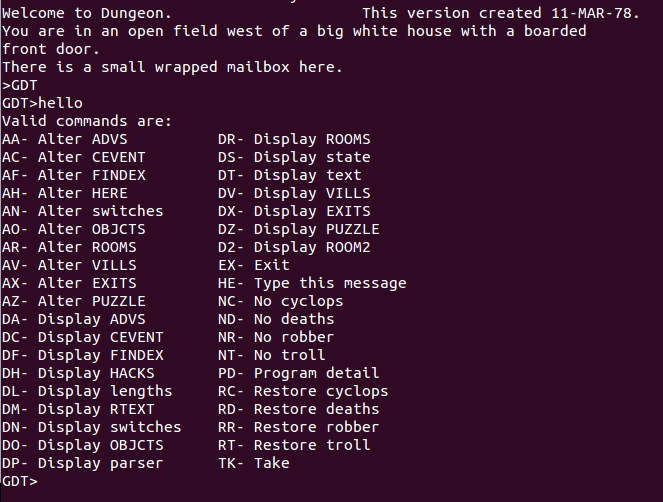 Welcome to Dungeon. This version created 11-MAR-78.
You are in an open field west of a big white house with a boarded
front door.
There is a small wrapped mailbox here.
>GDT
GDT>hello
Valid commands are:
AA- Alter ADVS DR- Display ROOMS
AC- Alter CEVENT DS- Display state
AF- Alter FINDEX DT- Display text
AH- Alter HERE DV- Display VILLS
AN- Alter switches DX- Display EXITS
AO- Alter OBJCTS DZ- Display PUZZLE
AR- Alter ROOMS D2- Display ROOM2
AV- Alter VILLS EX- Exit
AX- Alter EXITS HE- Type this message
AZ- Alter PUZZLE NC- No cyclops
DA- Display ADVS ND- No deaths
DC- Display CEVENT NR- No robber
DF- Display FINDEX NT- No troll
DH- Display HACKS PD- Program detail
DL- Display lengths RC- Restore cyclops
DM- Display RTEXT RD- Restore deaths
DN- Display switches RR- Restore robber
DO- Display OBJCTS RT- Restore troll
DP- Display parser TK- Take
GDT>